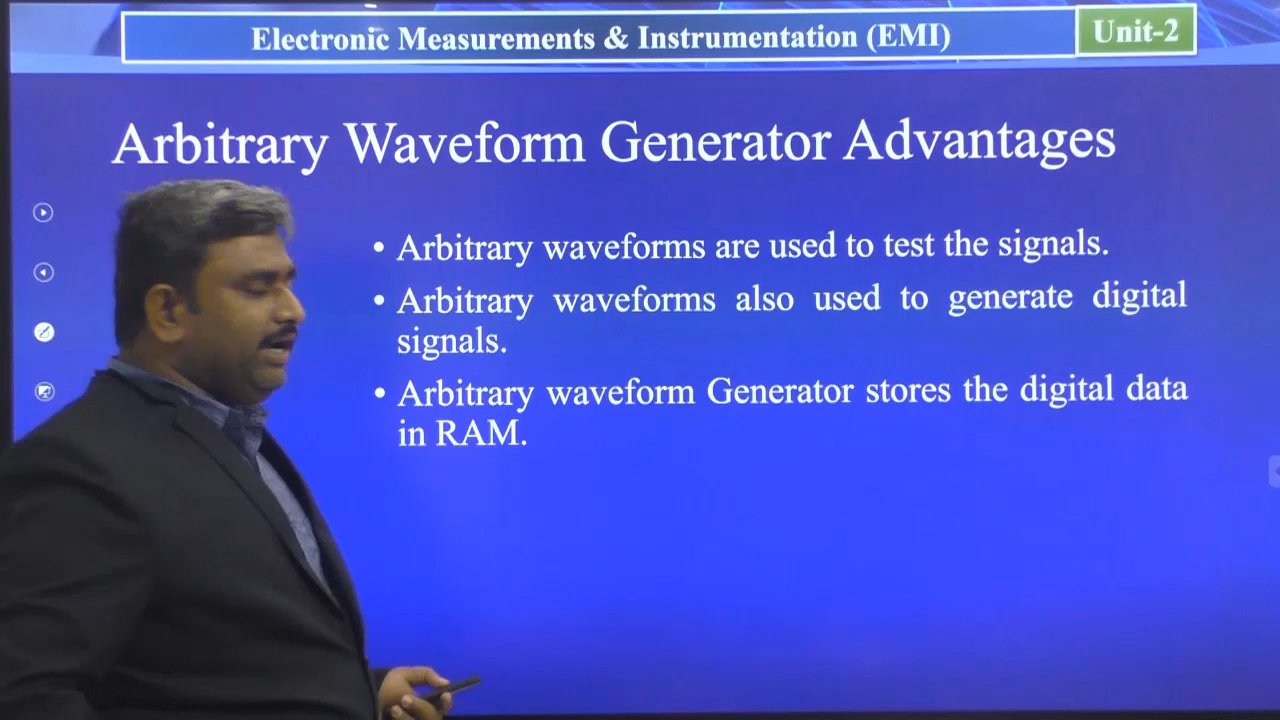 Electronic Measurements & Instrumentation (EMI)
Unit-2
Arbitrary Waveform Generator Advantages
• Arbitrary waveforms are used to test the signals.
• Arbitrary waveforms also used to generate digital
signals.
• Arbitrary waveform Generator stores the digital data
in RAM.